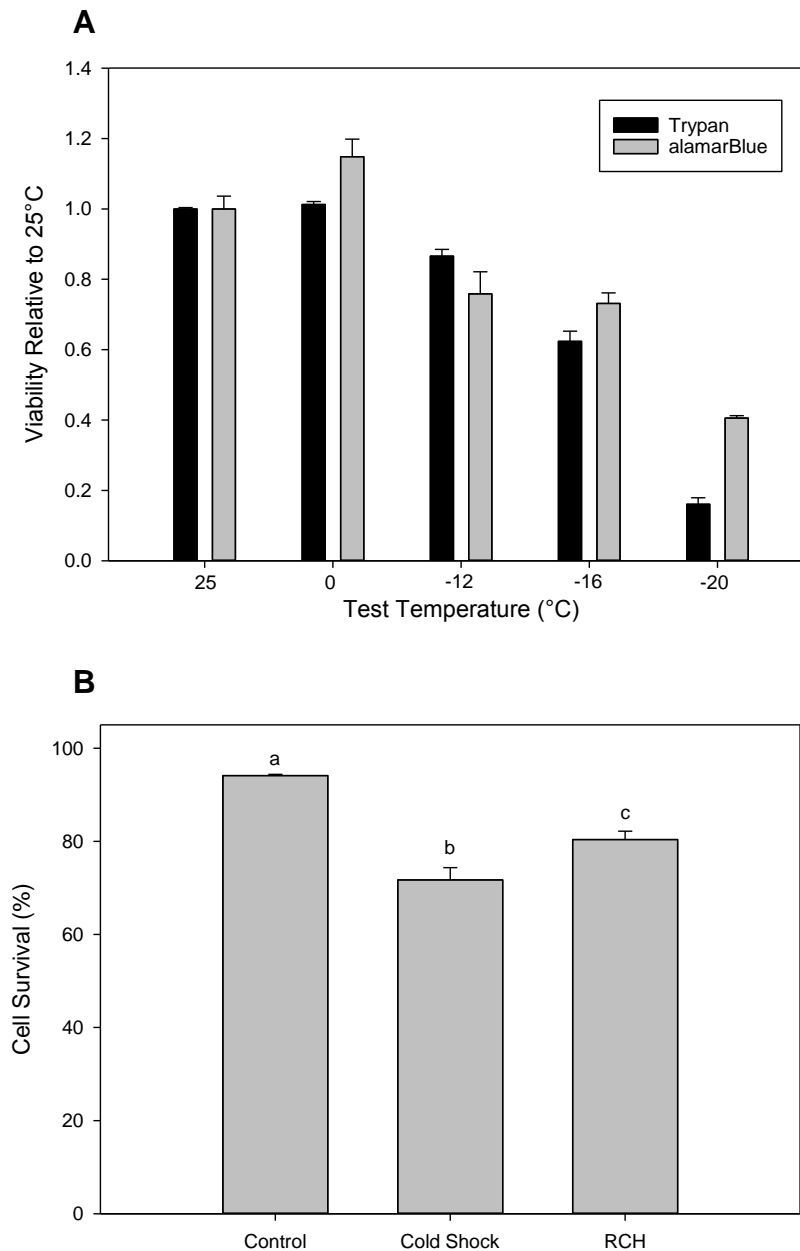 A
Viability Relative to 25°C
1.4
1.2
1.0
0.8
0.6
0.4
0.2
0.0
Trypan
alamarBlue
25 0 -12 -16 -20
Test Temperature (°C)
B
Cell Survival (%)
100
80
60
40
20
0
a
b
c
Control Cold Shock RCH